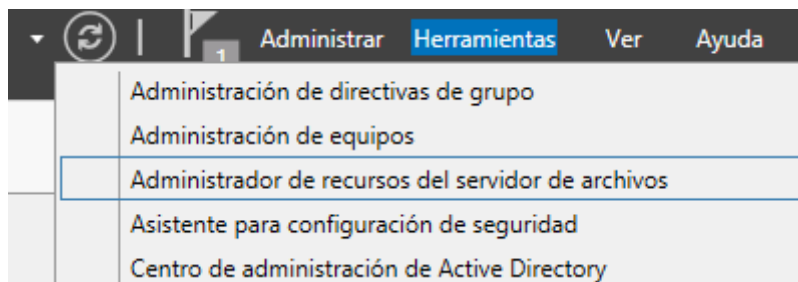 1 Administrar Herramientas Ver Ayuda
Administración de directivas de grupo
Administración de equipos
Administrador de recursos del servidor de archivos
Asistente para configuración de seguridad
Centro de administración de Active Directory